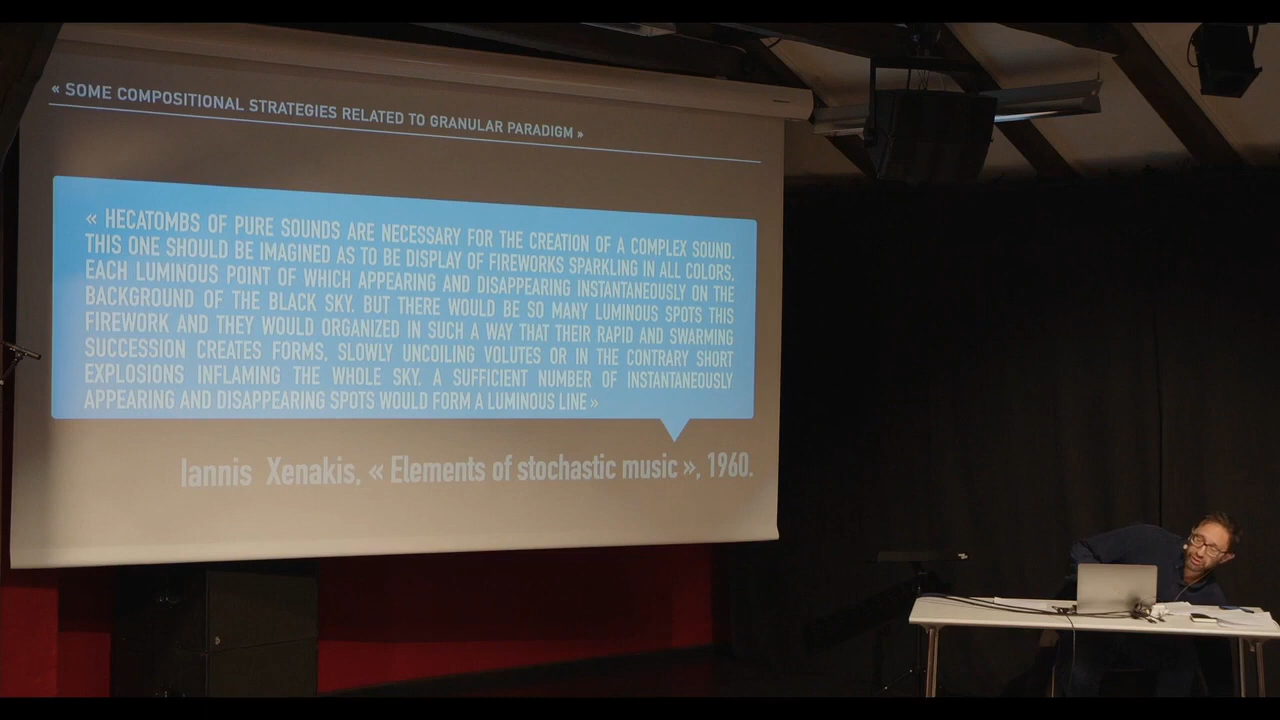 « SOME COMPOSITIONAL STRATEGIES RELATED TO GRANULAR PARADIGM »
« HECATOMBS OF PURE SOUNDS ARE NECESSARY FOR THE CREATION OF A COMPLEX SOUND.
THIS ONE SHOULD BE IMAGINED AS TO BE DISPLAY OF FIREWORKS SPARKLING IN ALL COLORS,
EACH LUMINOUS POINT OF WHICH APPEARING AND DISAPPEARING INSTANTANEOUSLY ON THE
BACKGROUND OF THE BLACK SKY. BUT THERE WOULD BE SO MANY LUMINOUS SPOTS THIS
FIREWORK AND THEY WOULD ORGANIZED IN SUCH A WAY THAT THEIR RAPID AND SWARMING
SUCCESSION CREATES FORMS, SLOWLY UNCOILING VOLUTES OR IN THE CONTRARY SHORT
EXPLOSIONS INFLAMING THE WHOLE SKY. A SUFFICIENT NUMBER OF INSTANTANEOUSLY
APPEARING AND DISAPPEARING SPOTS WOULD FORM A LUMINOUS LINE »
Iannis Xenakis, « Elements of stochastic music », 1960.